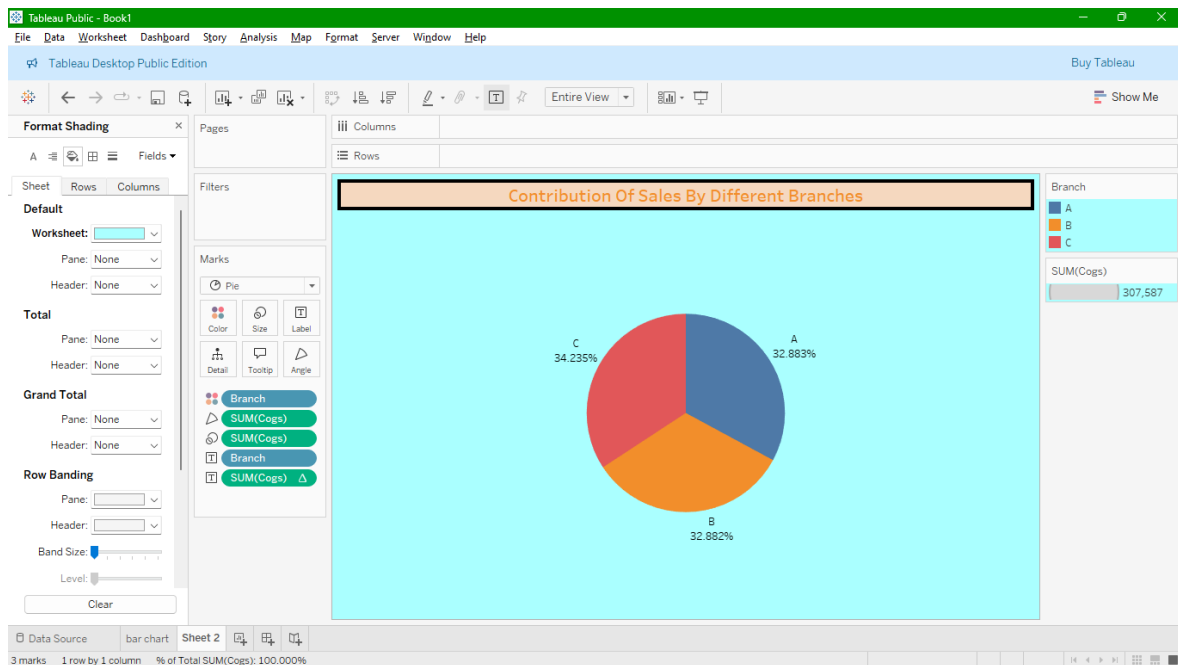 Tableau Public - Book1
File Data Worksheet Dashboard Story Analysis Map Format Server Window Help
Tableau Desktop Public Edition
Buy Tableau
Entire View
Show Me
Format Shading
Fields
Sheet Rows Columns
Default
Worksheet:
Pane: None
Header: None
Total
Pane: None
Header: None
Grand Total
Pane: None
Header: None
Row Banding
Pane:
Header:
Band Size:
Level:
Clear
Pages
Filters
Marks
Pie
Color Size Label
Detail Tooltip Angle
Branch
SUM(Cogs)
SUM(Cogs)
Branch
SUM(Cogs) Δ
Columns
Rows
Contribution Of Sales By Different Branches
C
34.235%
A
32.883%
B
32.882%
Branch
A
B
C
SUM(Cogs)
307,587
Data Source bar chart Sheet 2
3 marks 1 row by 1 column % of Total SUM(Cogs): 100.000%